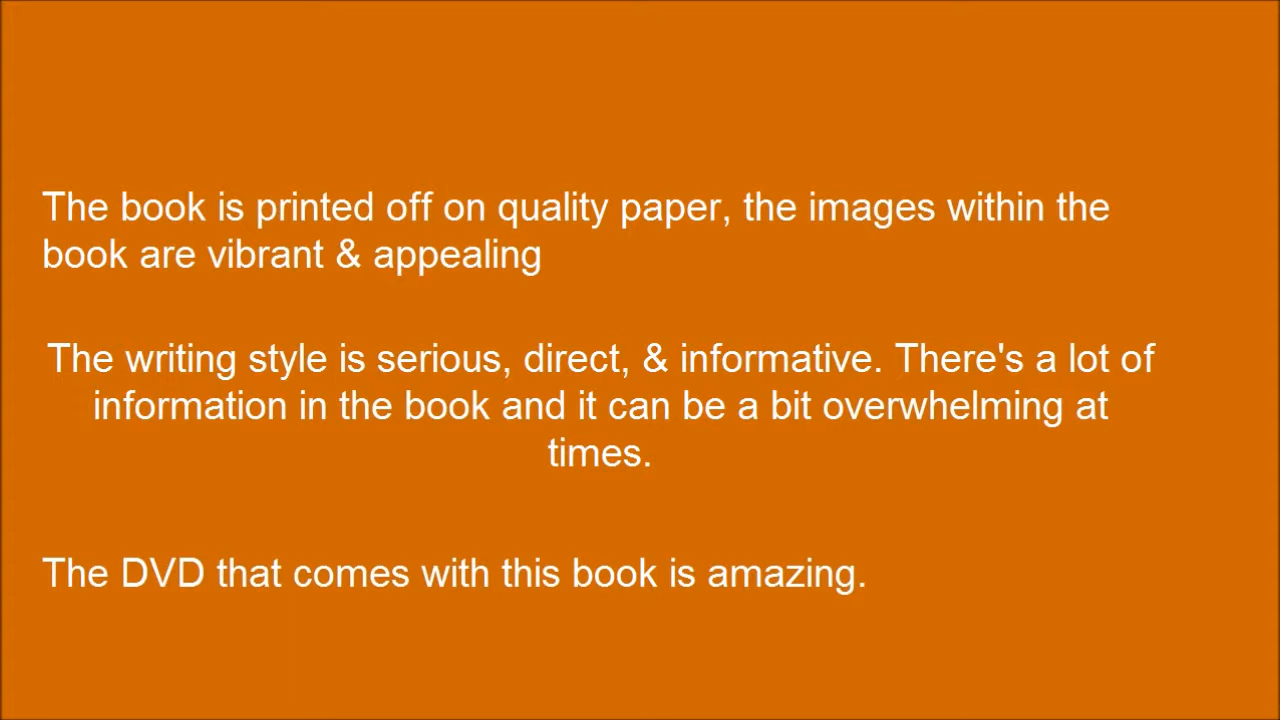 The book is printed off on quality paper, the images within the
book are vibrant & appealing
The writing style is serious, direct, & informative. There's a lot of
information in the book and it can be a bit overwhelming at
times.
The DVD that comes with this book is amazing.